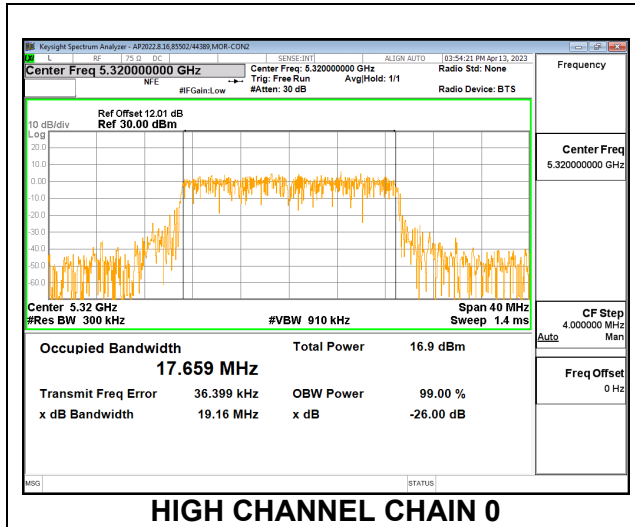 Keysight Spectrum Analyzer - AP2022.8.16,85502/44389,MOR-CON2
L RF 75 Ω DC SENSE:INT ALIGN AUTO 03:54:21 PM Apr 13, 2023
Center Freq 5.320000000 GHz
NFE
#IFGain:Low
Center Freq: 5.320000000 GHz
Trig: Free Run Avg|Hold: 1/1
#Atten: 30 dB
Radio Std: None
Radio Device: BTS
Frequency
Ref Offset 12.01 dB
10 dB/div Ref 30.00 dBm
Log
20.0
10.0
0.00
-10.0
-20.0
-30.0
-40.0
-50.0
-60.0
Center 5.32 GHz Span 40 MHz
#Res BW 300 kHz #VBW 910 kHz Sweep 1.4 ms
Occupied Bandwidth Total Power 16.9 dBm
17.659 MHz
Transmit Freq Error 36.399 kHz OBW Power 99.00 %
x dB Bandwidth 19.16 MHz x dB -26.00 dB
Center Freq
5.320000000 GHz
CF Step
4.000000 MHz
Auto Man
Freq Offset
0 Hz
MSG STATUS
HIGH CHANNEL CHAIN 0